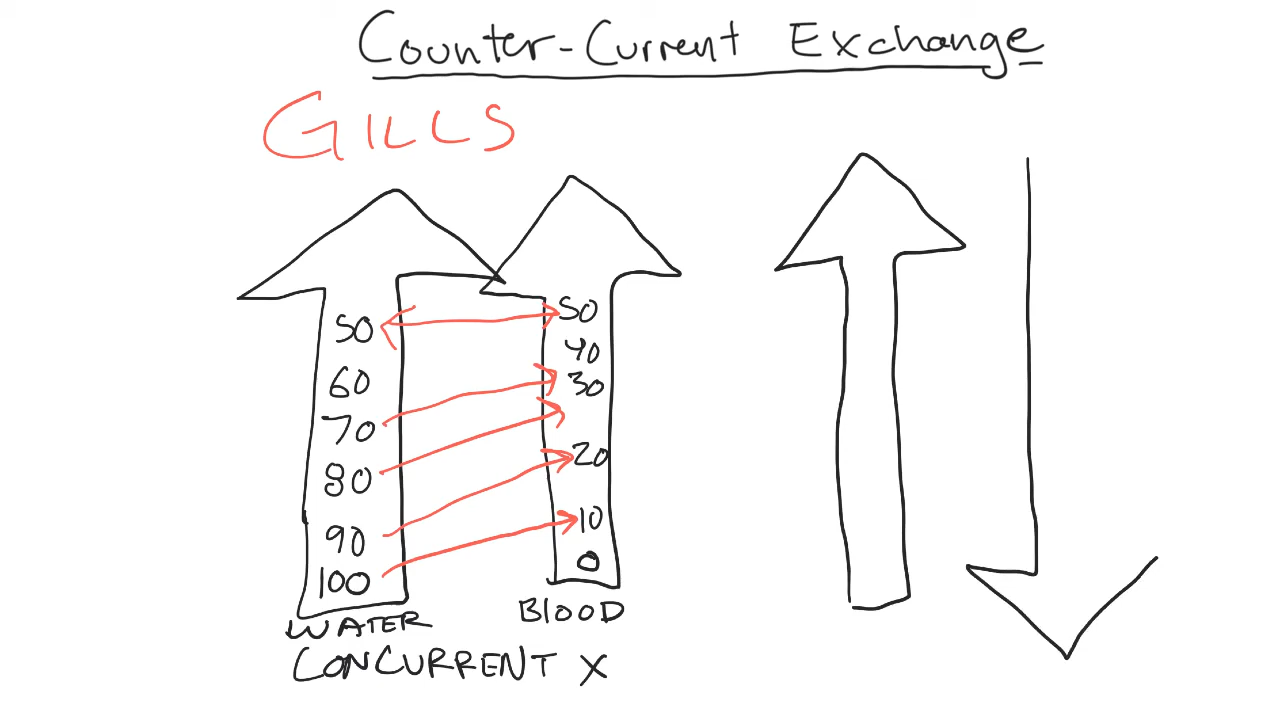 Counter-Current Exchange
GILLS
50 50
60 40
70 30
80 20
90 10
100 0
WATER BLOOD
CONCURRENT X